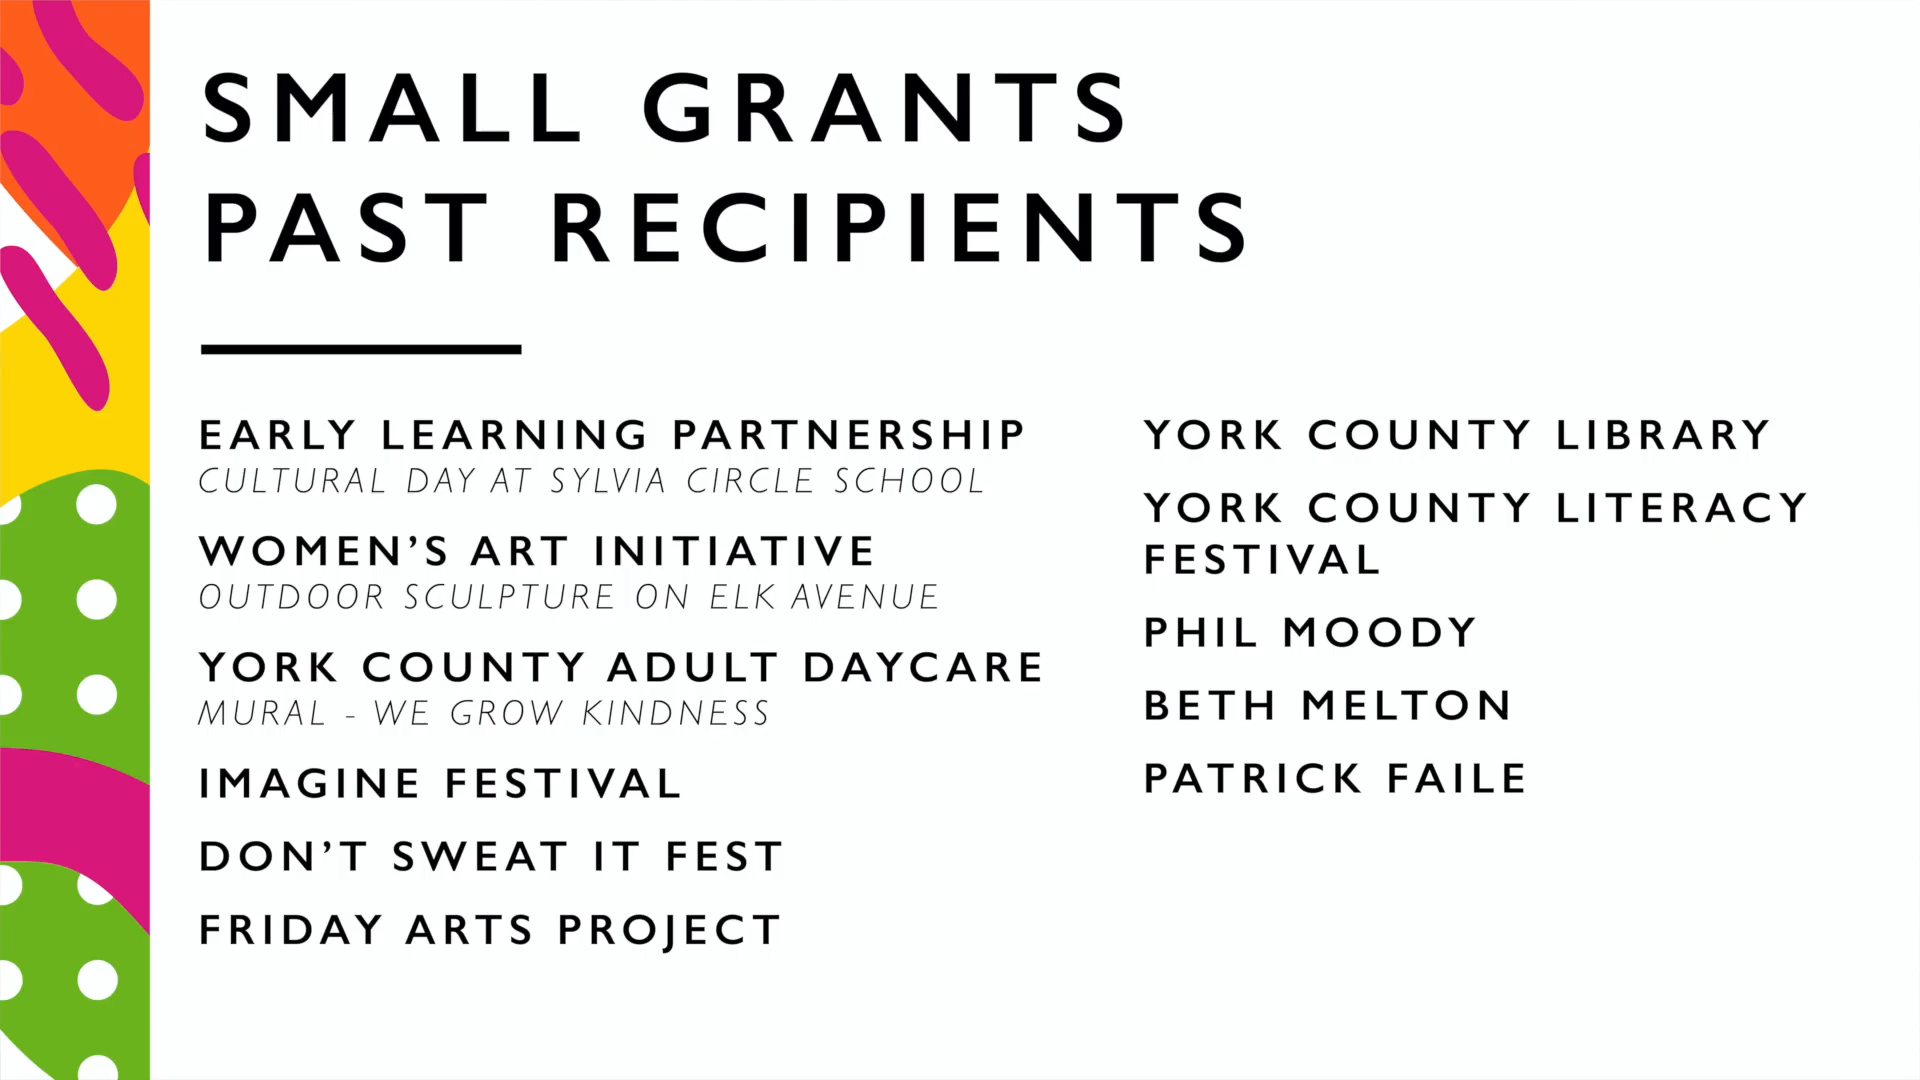 SMALL GRANTS
PAST RECIPIENTS
EARLY LEARNING PARTNERSHIP
CULTURAL DAY AT SYLVIA CIRCLE SCHOOL
WOMEN’S ART INITIATIVE
OUTDOOR SCULPTURE ON ELK AVENUE
YORK COUNTY ADULT DAYCARE
MURAL - WE GROW KINDNESS
IMAGINE FESTIVAL
DON’T SWEAT IT FEST
FRIDAY ARTS PROJECT
YORK COUNTY LIBRARY
YORK COUNTY LITERACY
FESTIVAL
PHIL MOODY
BETH MELTON
PATRICK FAILE